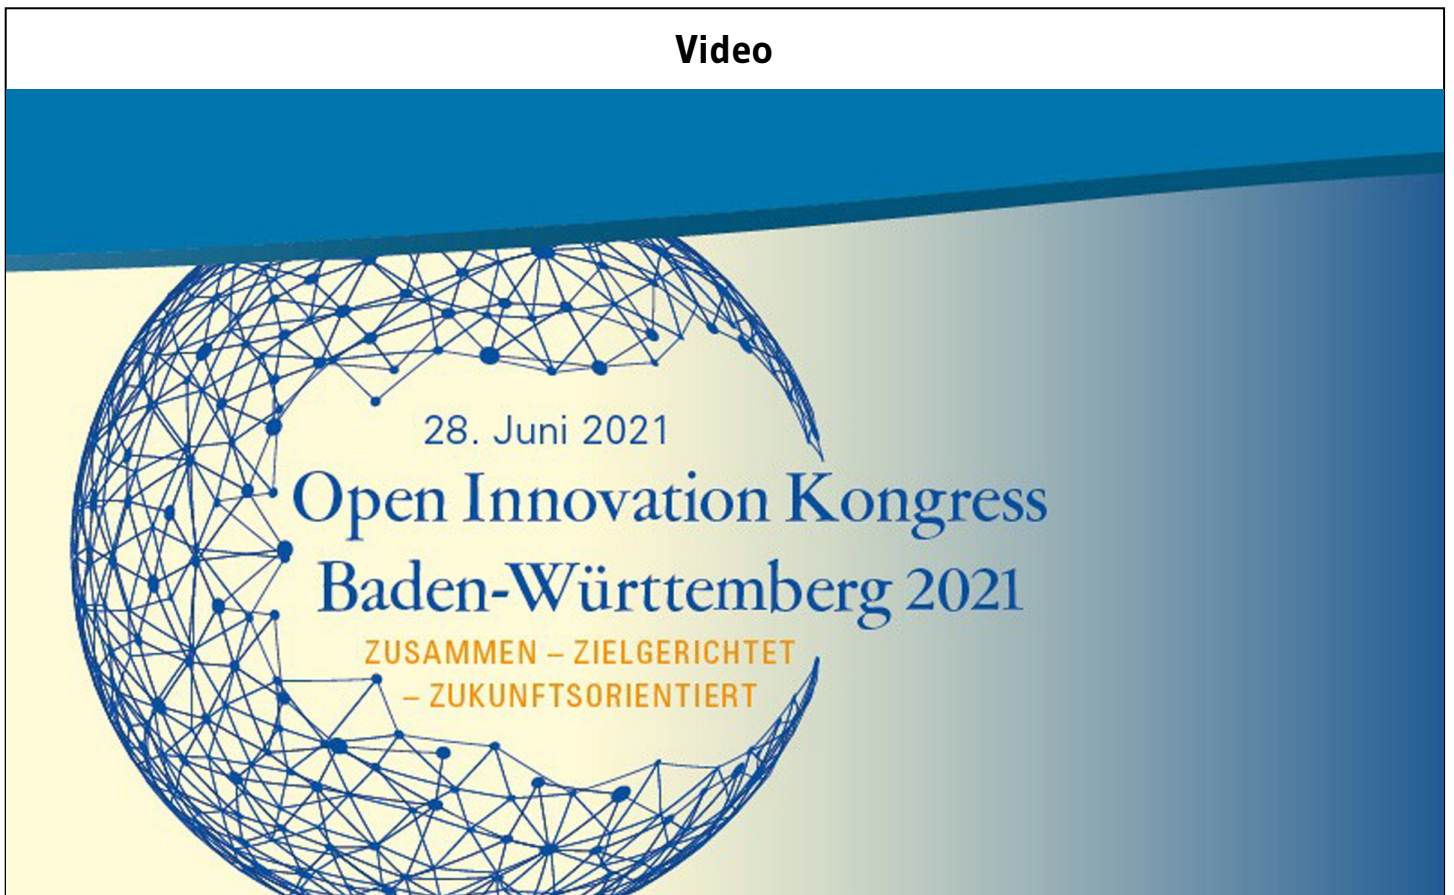 Video
28. Juni 2021
Open Innovation Kongress
Baden-Württemberg 2021
ZUSAMMEN – ZIELGERICHTET
– ZUKUNFTSORIENTIERT